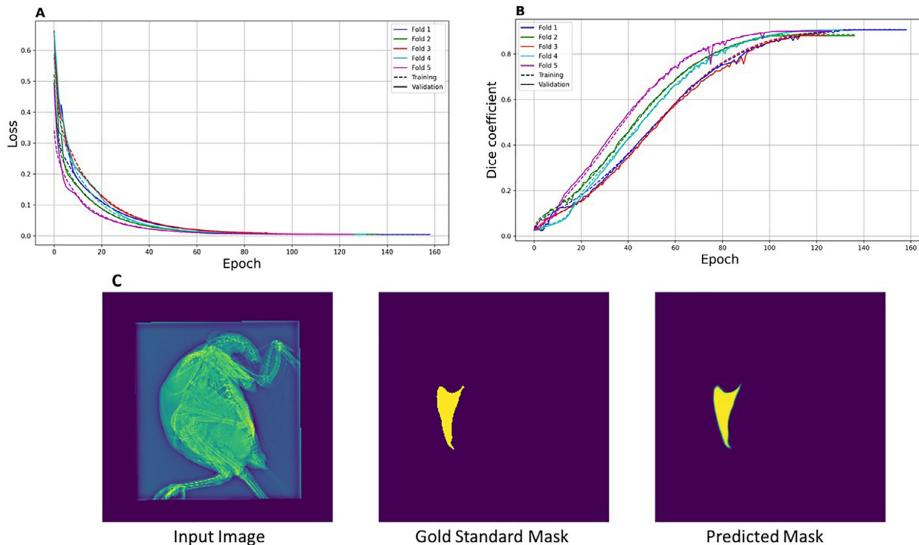 A
Loss
0.6
0.5
0.4
0.3
0.2
0.1
0.0
0 20 40 60 80 100 120 140 160
Epoch
Fold 1
Fold 2
Fold 3
Fold 4
Fold 5
Training
Validation
B
Dice coefficient
0.8
0.6
0.4
0.2
0.0
0 20 40 60 80 100 120 140 160
Epoch
Fold 1
Fold 2
Fold 3
Fold 4
Fold 5
Training
Validation
C
Input Image Gold Standard Mask Predicted Mask